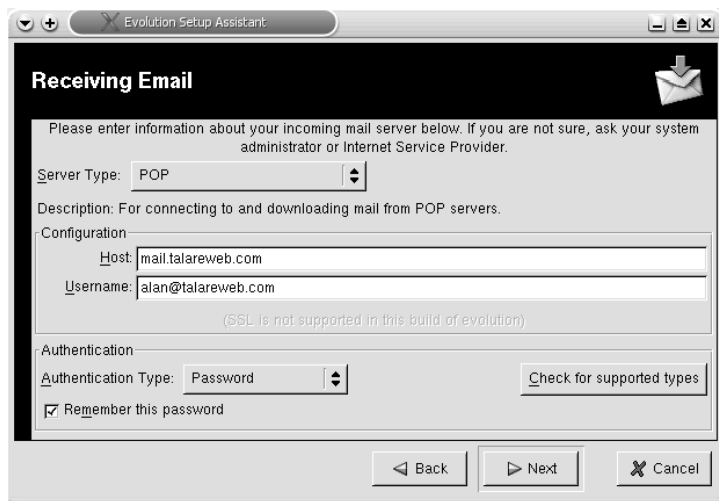 Evolution Setup Assistant
Receiving Email
Please enter information about your incoming mail server below. If you are not sure, ask your system
administrator or Internet Service Provider.
Server Type: POP
Description: For connecting to and downloading mail from POP servers.
Configuration
Host: mail.talareweb.com
Username: alan@talareweb.com
(SSL is not supported in this build of evolution)
Authentication
Authentication Type: Password Check for supported types
Remember this password
Back Next Cancel